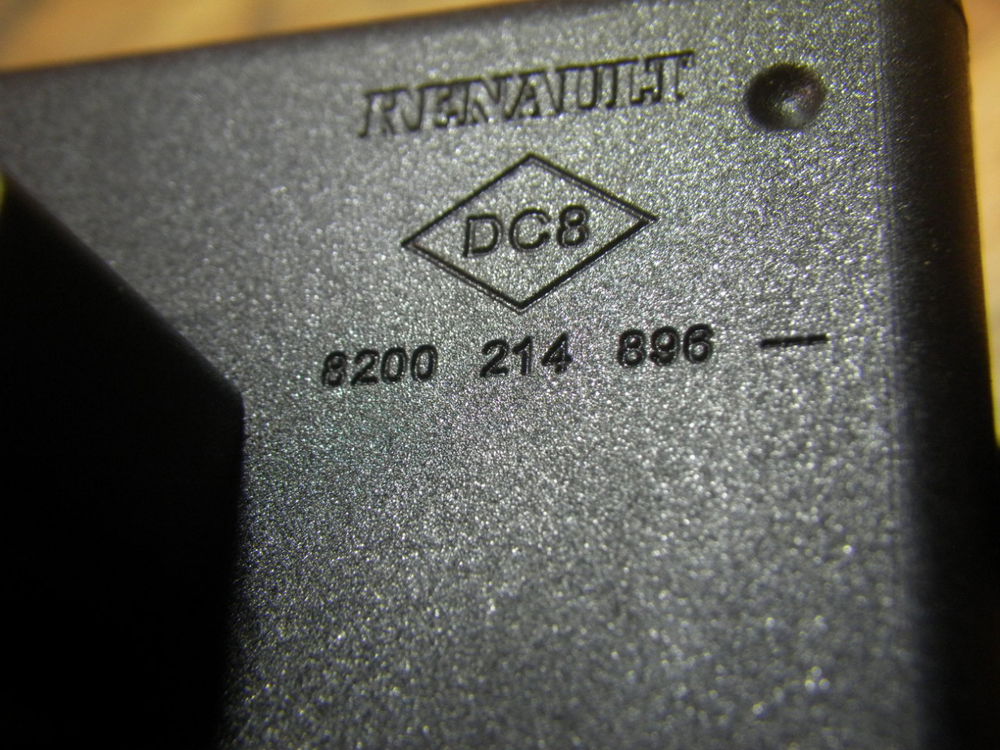 RENAULT
DC8
8200 214 896 ---